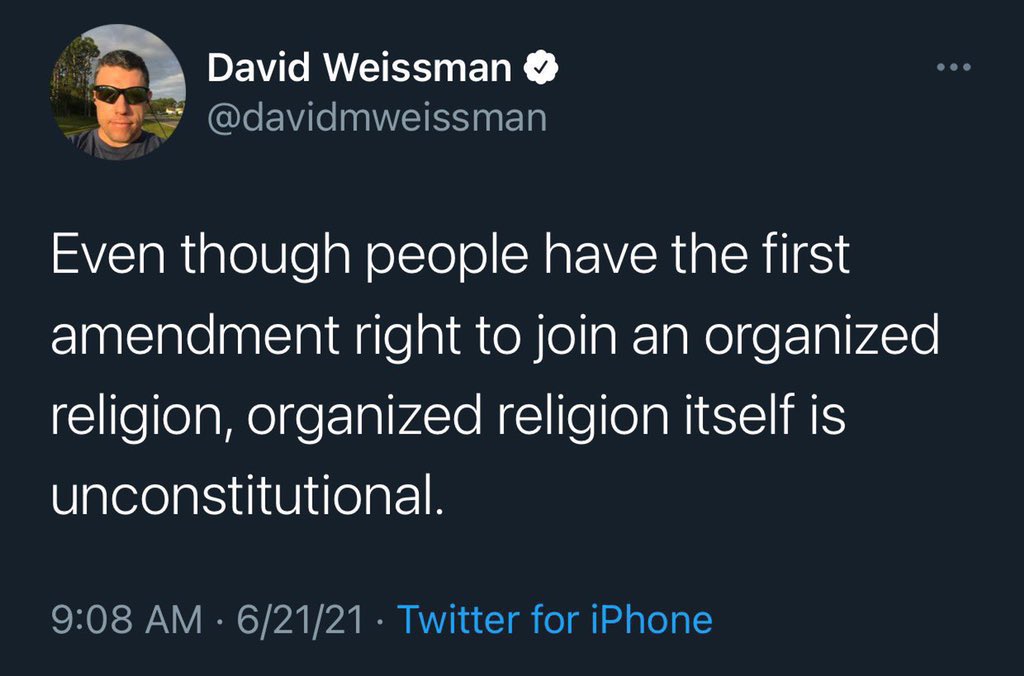 David Weissman
@davidmweissman
Even though people have the first
amendment right to join an organized
religion, organized religion itself is
unconstitutional.
9:08 AM · 6/21/21 · Twitter for iPhone